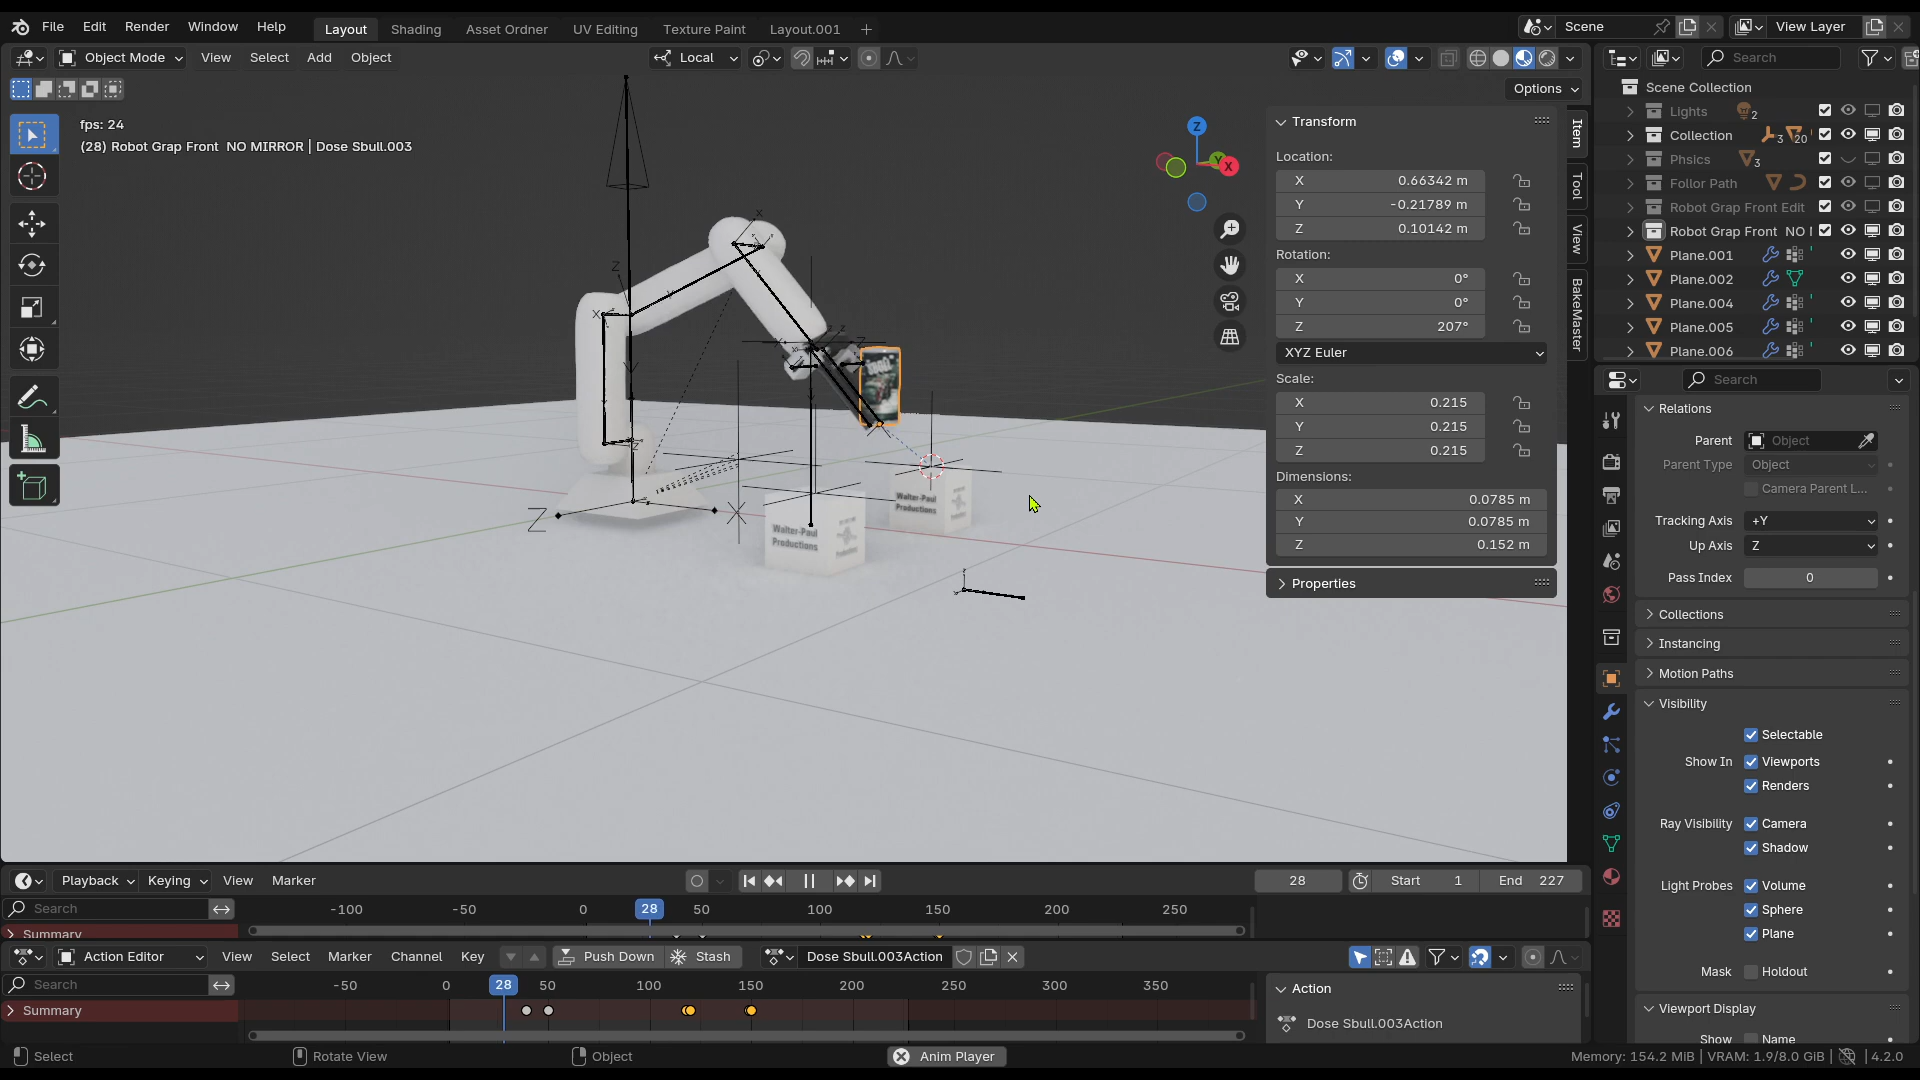 File Edit Render Window Help Layout Shading Asset Ordner UV Editing Texture Paint Layout.001 + Scene View Layer
Object Mode View Select Add Object Local Search
Options
fps: 24
(28) Robot Grap Front NO MIRROR | Dose Sbull.003
Z
Y
X
Transform
Location:
X 0.66342 m
Y -0.21789 m
Z 0.10142 m
Rotation:
X 0°
Y 0°
Z 207°
XYZ Euler
Scale:
X 0.215
Y 0.215
Z 0.215
Dimensions:
X 0.0785 m
Y 0.0785 m
Z 0.152 m
Properties
Item
Tool
View
BakeMaster
Walter-Paul
Productions
Walter-Paul
Productions
Scene Collection
Lights 2
Collection 3 20
Phsics 3
Follor Path
Robot Grap Front Edit
Robot Grap Front NO
Plane.001
Plane.002
Plane.004
Plane.005
Plane.006
Search
Relations
Parent Object
Parent Type Object
Camera Parent L...
Tracking Axis +Y
Up Axis Z
Pass Index 0
Collections
Instancing
Motion Paths
Visibility
Selectable
Show In Viewports
Renders
Ray Visibility Camera
Shadow
Light Probes Volume
Sphere
Plane
Mask Holdout
Viewport Display
Show Name
Playback Keying View Marker 28 Start 1 End 227
Search -100 -50 0 28 50 100 150 200 250
Summary
Action Editor View Select Marker Channel Key Push Down Stash Dose Sbull.003Action
Search -50 0 28 50 100 150 200 250 300 350
Summary
Action
Dose Sbull.003Action
Select Rotate View Object Anim Player Memory: 154.2 MiB | VRAM: 1.9/8.0 GiB | 4.2.0